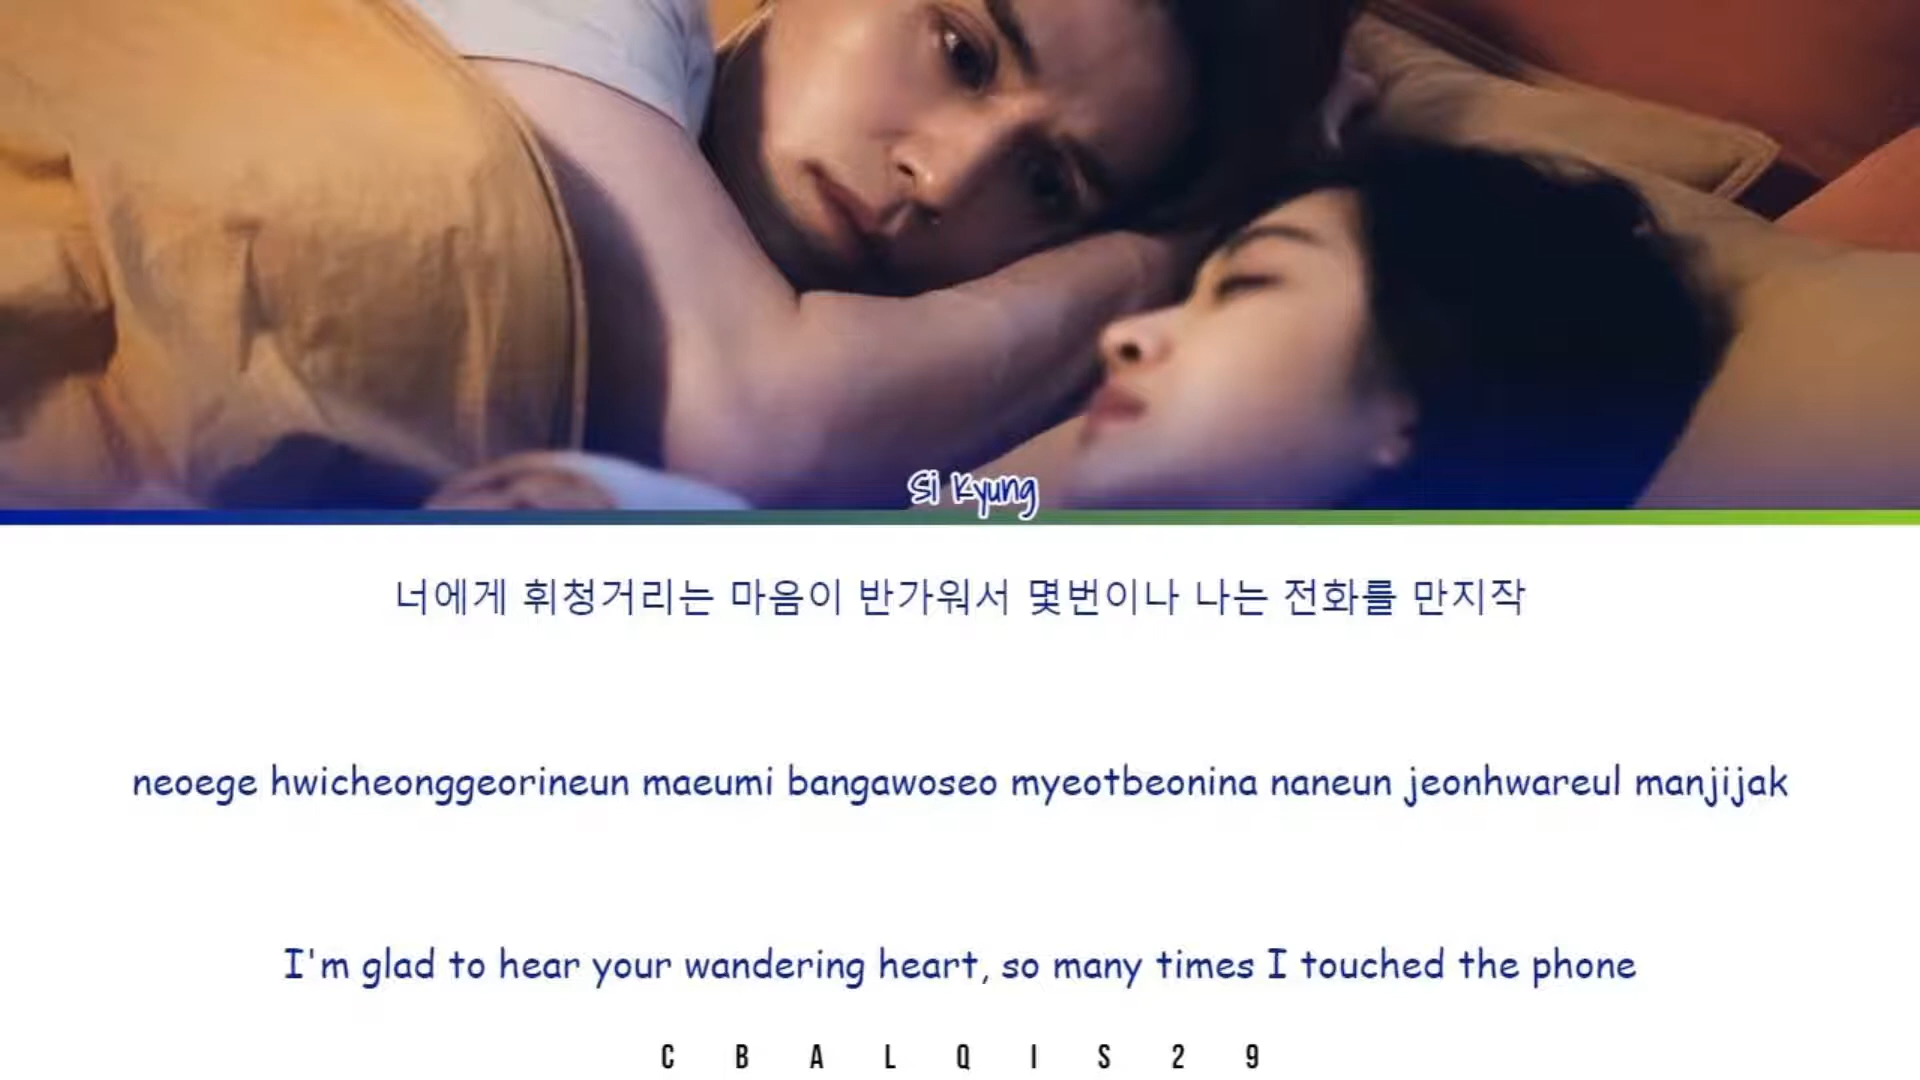 Si Kyung
너에게 휘청거리는 마음이 반가워서 몇번이나 나는 전화를 만지작
neoege hwicheonggeorineun maeumi bangawoseo myeotbeonina naneun jeonhwareul manjijak
I'm glad to hear your wandering heart, so many times I touched the phone
CBALQIS29